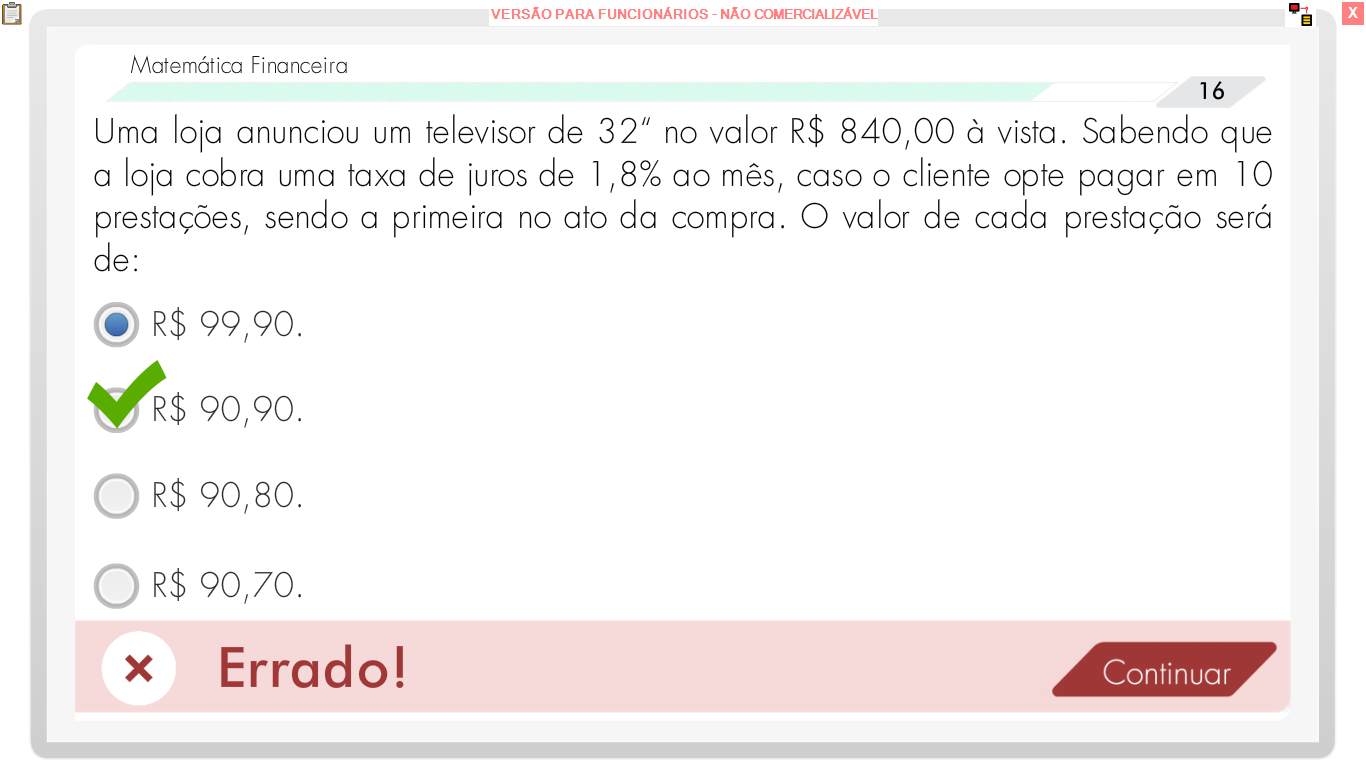 VERSÃO PARA FUNCIONÁRIOS - NÃO COMERCIALIZÁVEL
X
Matemática Financeira
16
Uma loja anunciou um televisor de 32“ no valor R$ 840,00 à vista. Sabendo que
a loja cobra uma taxa de juros de 1,8% ao mês, caso o cliente opte pagar em 10
prestações, sendo a primeira no ato da compra. O valor de cada prestação será
de:
R$ 99,90.
R$ 90,90.
R$ 90,80.
R$ 90,70.
Errado!
Continuar